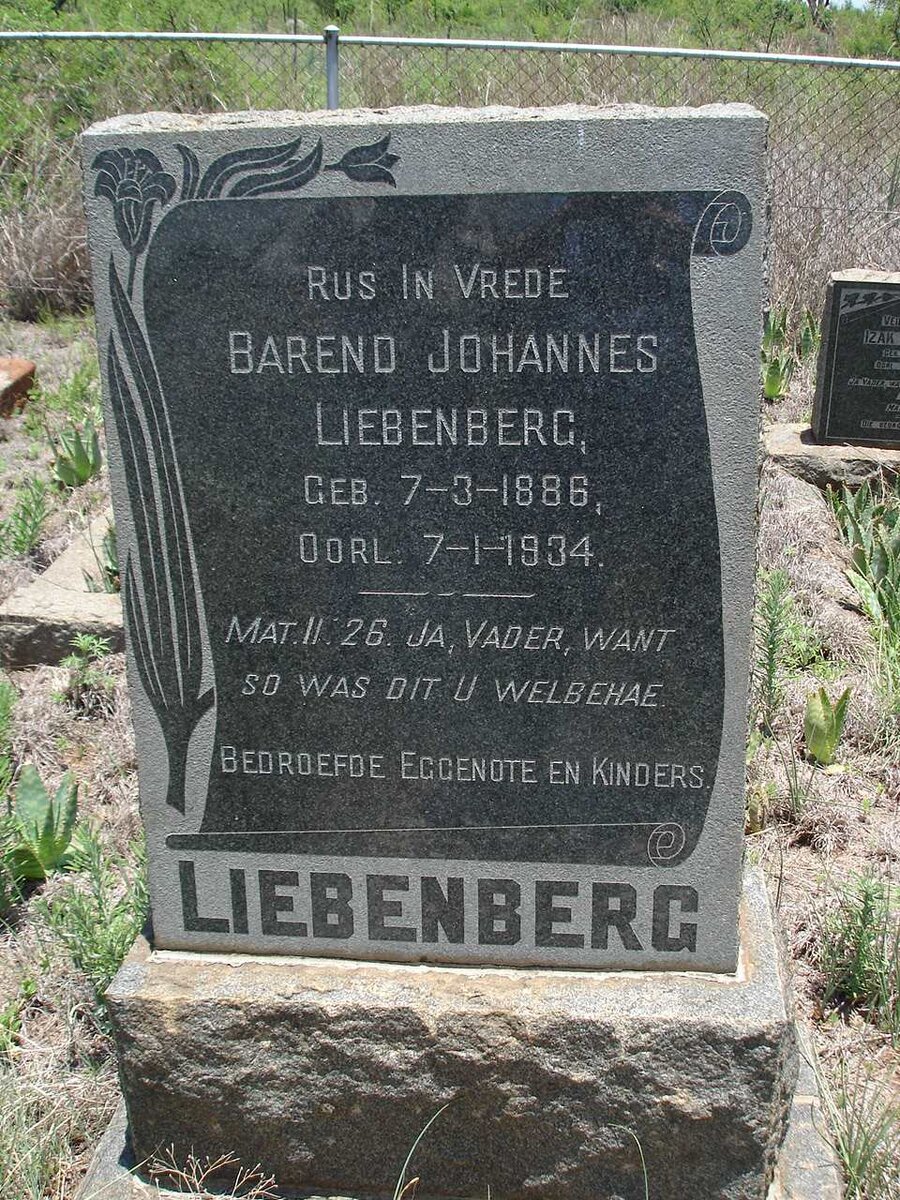 RUS IN VREDE
BAREND JOHANNES
LIEBENBERG,
GEB. 7-3-1886,
OORL. 7-1-1934.
MAT. 11. 26. JA, VADER, WANT
SO WAS DIT U WELBEHAE.
BEDROEFDE EGGENOTE EN KINDERS.
LIEBENBERG
IZAK